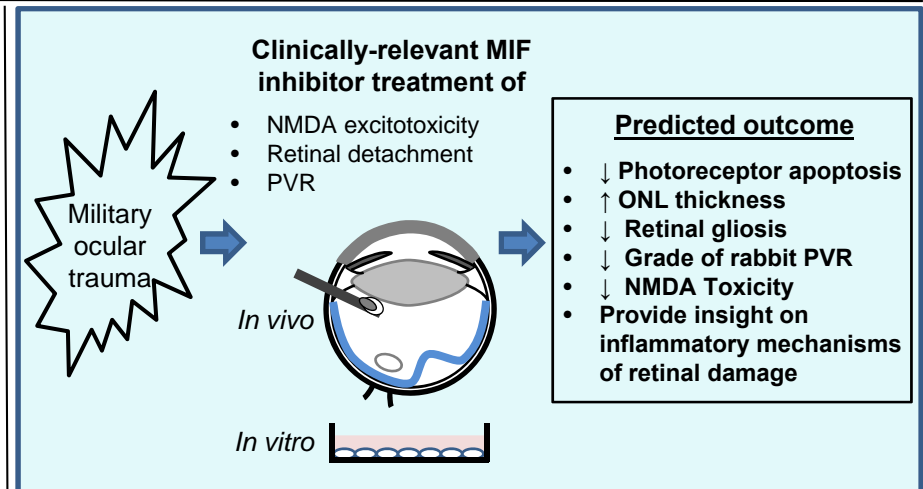 Clinically-relevant MIF
inhibitor treatment of
• NMDA excitotoxicity
• Retinal detachment
• PVR
Military
ocular
trauma
In vivo
In vitro
Predicted outcome
• ↓ Photoreceptor apoptosis
• ↑ ONL thickness
• ↓ Retinal gliosis
• ↓ Grade of rabbit PVR
• ↓ NMDA Toxicity
• Provide insight on
inflammatory mechanisms
of retinal damage